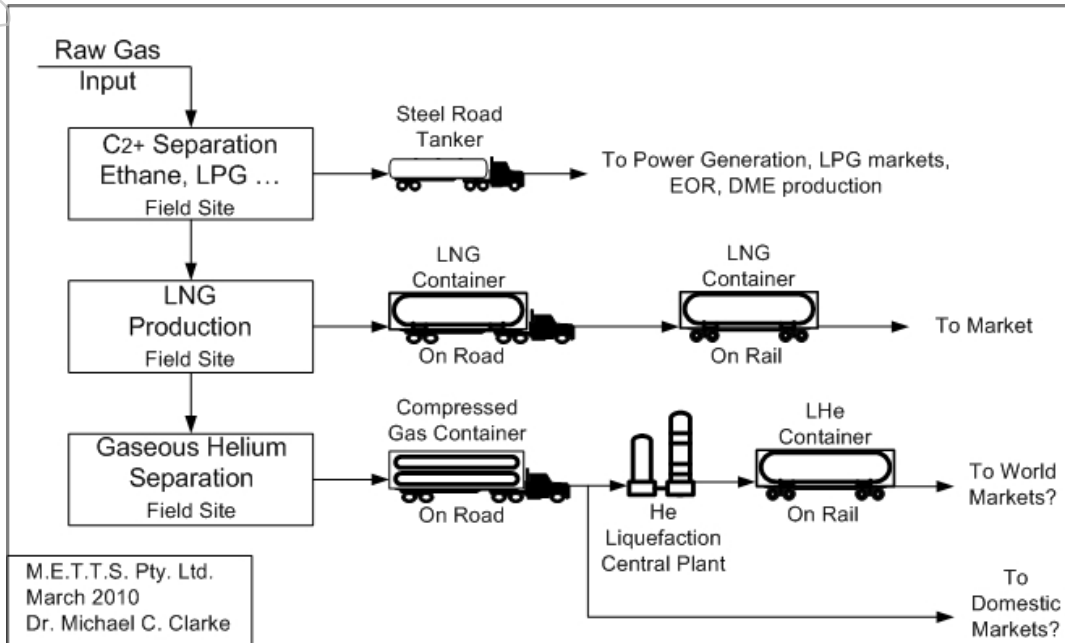 Raw Gas
Input
C2+ Separation
Ethane, LPG …
Field Site
Steel Road
Tanker
To Power Generation, LPG markets,
EOR, DME production
LNG
Production
Field Site
LNG
Container
On Road
LNG
Container
On Rail
To Market
Gaseous Helium
Separation
Field Site
Compressed
Gas Container
On Road
He
Liquefaction
Central Plant
LHe
Container
On Rail
To World
Markets?
To
Domestic
Markets?
M.E.T.T.S. Pty. Ltd.
March 2010
Dr. Michael C. Clarke